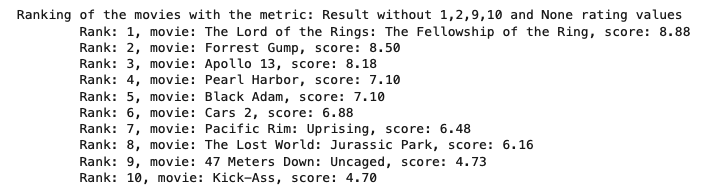 Ranking of the movies with the metric: Result without 1,2,9,10 and None rating values
Rank: 1, movie: The Lord of the Rings: The Fellowship of the Ring, score: 8.88
Rank: 2, movie: Forrest Gump, score: 8.50
Rank: 3, movie: Apollo 13, score: 8.18
Rank: 4, movie: Pearl Harbor, score: 7.10
Rank: 5, movie: Black Adam, score: 7.10
Rank: 6, movie: Cars 2, score: 6.88
Rank: 7, movie: Pacific Rim: Uprising, score: 6.48
Rank: 8, movie: The Lost World: Jurassic Park, score: 6.16
Rank: 9, movie: 47 Meters Down: Uncaged, score: 4.73
Rank: 10, movie: Kick-Ass, score: 4.70